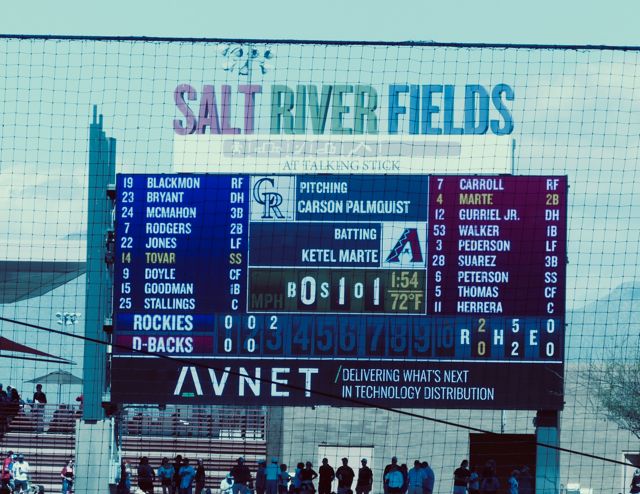 SALT RIVER FIELDS
AT TALKING STICK
19 BLACKMON RF
23 BRYANT DH
24 MCMAHON 3B
7 RODGERS 2B
22 JONES LF
14 TOVAR SS
9 DOYLE CF
15 GOODMAN 1B
25 STALLINGS C
CR
PITCHING
CARSON PALMQUIST
BATTING
KETEL MARTE
A
MPH B 0 S 1 O 1
1:54
72°F
7 CARROLL RF
4 MARTE 2B
12 GURRIEL JR. DH
53 WALKER 1B
3 PEDERSON LF
28 SUAREZ 3B
6 PETERSON SS
5 THOMAS CF
11 HERRERA C
ROCKIES 0 0 2
D-BACKS 0 0
3 4 5 6 7 8 9 10
R 2 0 H 5 2 E 0 0
AVNET
/DELIVERING WHAT'S NEXT
IN TECHNOLOGY DISTRIBUTION